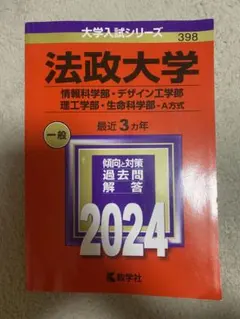 大学入試シリーズ
398
法政大学
情報科学部・デザイン工学部
理工学部・生命科学部-A方式
最近3カ年
一般
傾向と対策
過去問
解答
2024
教学社